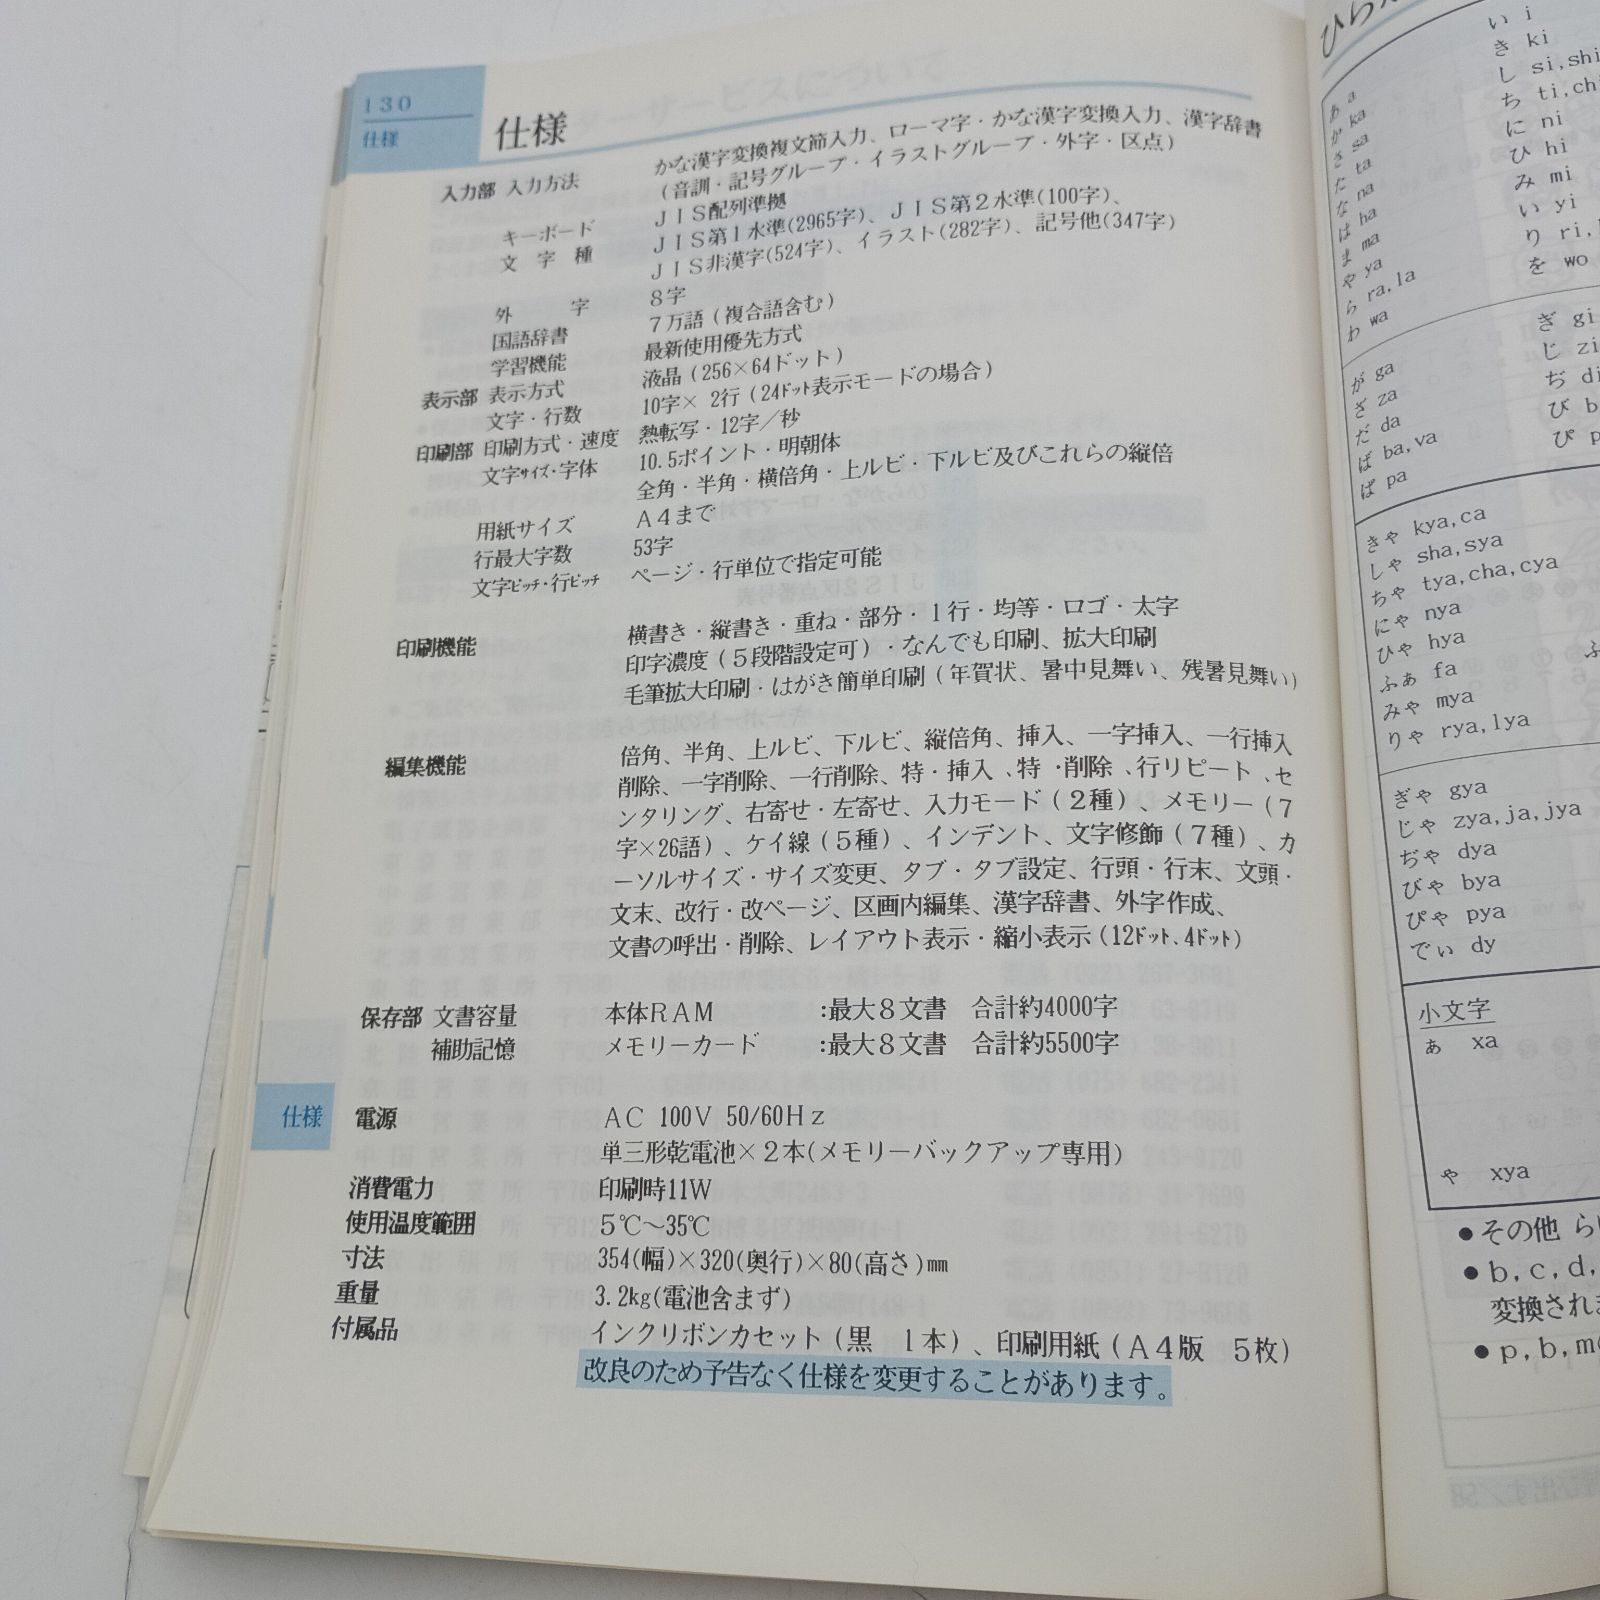 130
仕様
仕様
入力部 入力方法 かな漢字変換複文節入力、ローマ字・かな漢字変換入力、漢字辞書
(音訓・記号グループ・イラストグループ・外字・区点)
キーボード JIS配列準拠
文字種 JIS第1水準(2965字)、JIS第2水準(100字)、
JIS非漢字(524字)、イラスト(282字)、記号他(347字)
外字 8字
国語辞書 7万語(複合語含む)
学習機能 最新使用優先方式
表示部 表示方式 液晶(256×64ドット)
文字・行数 10字×2行(24ドット表示モードの場合)
印刷部 印刷方式・速度 熱転写・12字/秒
文字サイズ・字体 10.5ポイント・明朝体
全角・半角・横倍角・上ルビ・下ルビ及びこれらの縦倍
用紙サイズ A4まで
行最大字数 53字
文字ピッチ・行ピッチ ページ・行単位で指定可能
印刷機能 横書き・縦書き・重ね・部分・1行・均等・ロゴ・太字
印字濃度(5段階設定可)・なんでも印刷、拡大印刷
毛筆拡大印刷・はがき簡単印刷(年賀状、暑中見舞い、残暑見舞い)
編集機能 倍角、半角、上ルビ、下ルビ、縦倍角、挿入、一字挿入、一行挿入
削除、一字削除、一行削除、特・挿入、特・削除、行リピート、セ
ンタリング、右寄せ・左寄せ、入力モード(2種)、メモリー(7
字×26語)、ケイ線(5種)、インデント、文字修飾(7種)、カ
ーソルサイズ・サイズ変更、タブ・タブ設定、行頭・行末、文頭・
文末、改行・改ページ、区画内編集、漢字辞書、外字作成、
文書の呼出・削除、レイアウト表示・縮小表示(12ドット、4ドット)
保存部 文書容量 本体RAM :最大8文書 合計約4000字
補助記憶 メモリーカード :最大8文書 合計約5500字
仕様
電源 AC 100V 50/60Hz
単三形乾電池×2本(メモリーバックアップ専用)
消費電力 印刷時11W
使用温度範囲 5℃〜35℃
寸法 354(幅)×320(奥行)×80(高さ)mm
重量 3.2kg(電池含まず)
付属品 インクリボンカセット(黒 1本)、印刷用紙(A4版 5枚)
改良のため予告なく仕様を変更することがあります。
ひらが
あ a い i
か ka き ki
さ sa し si,shi
た ta ち ti,chi
な na に ni
は ha ひ hi
ま ma み mi
や ya い yi
ら ra,la り ri,
わ wa を wo
が ga ぎ gi
ざ za じ zi
だ da ぢ di
ば ba,va び b
ぱ pa ぴ p
きゃ kya,ca
しゃ sha,sya
ちゃ tya,cha,cya
にゃ nya
ひゃ hya
ふぁ fa
みゃ mya
りゃ rya,lya
ぎゃ gya
じゃ zya,ja,jya
ぢゃ dya
びゃ bya
ぴゃ pya
でぃ dy
小文字
ぁ xa
ゃ xya
●その他
●b,c,d,
変換され
●p,b,m